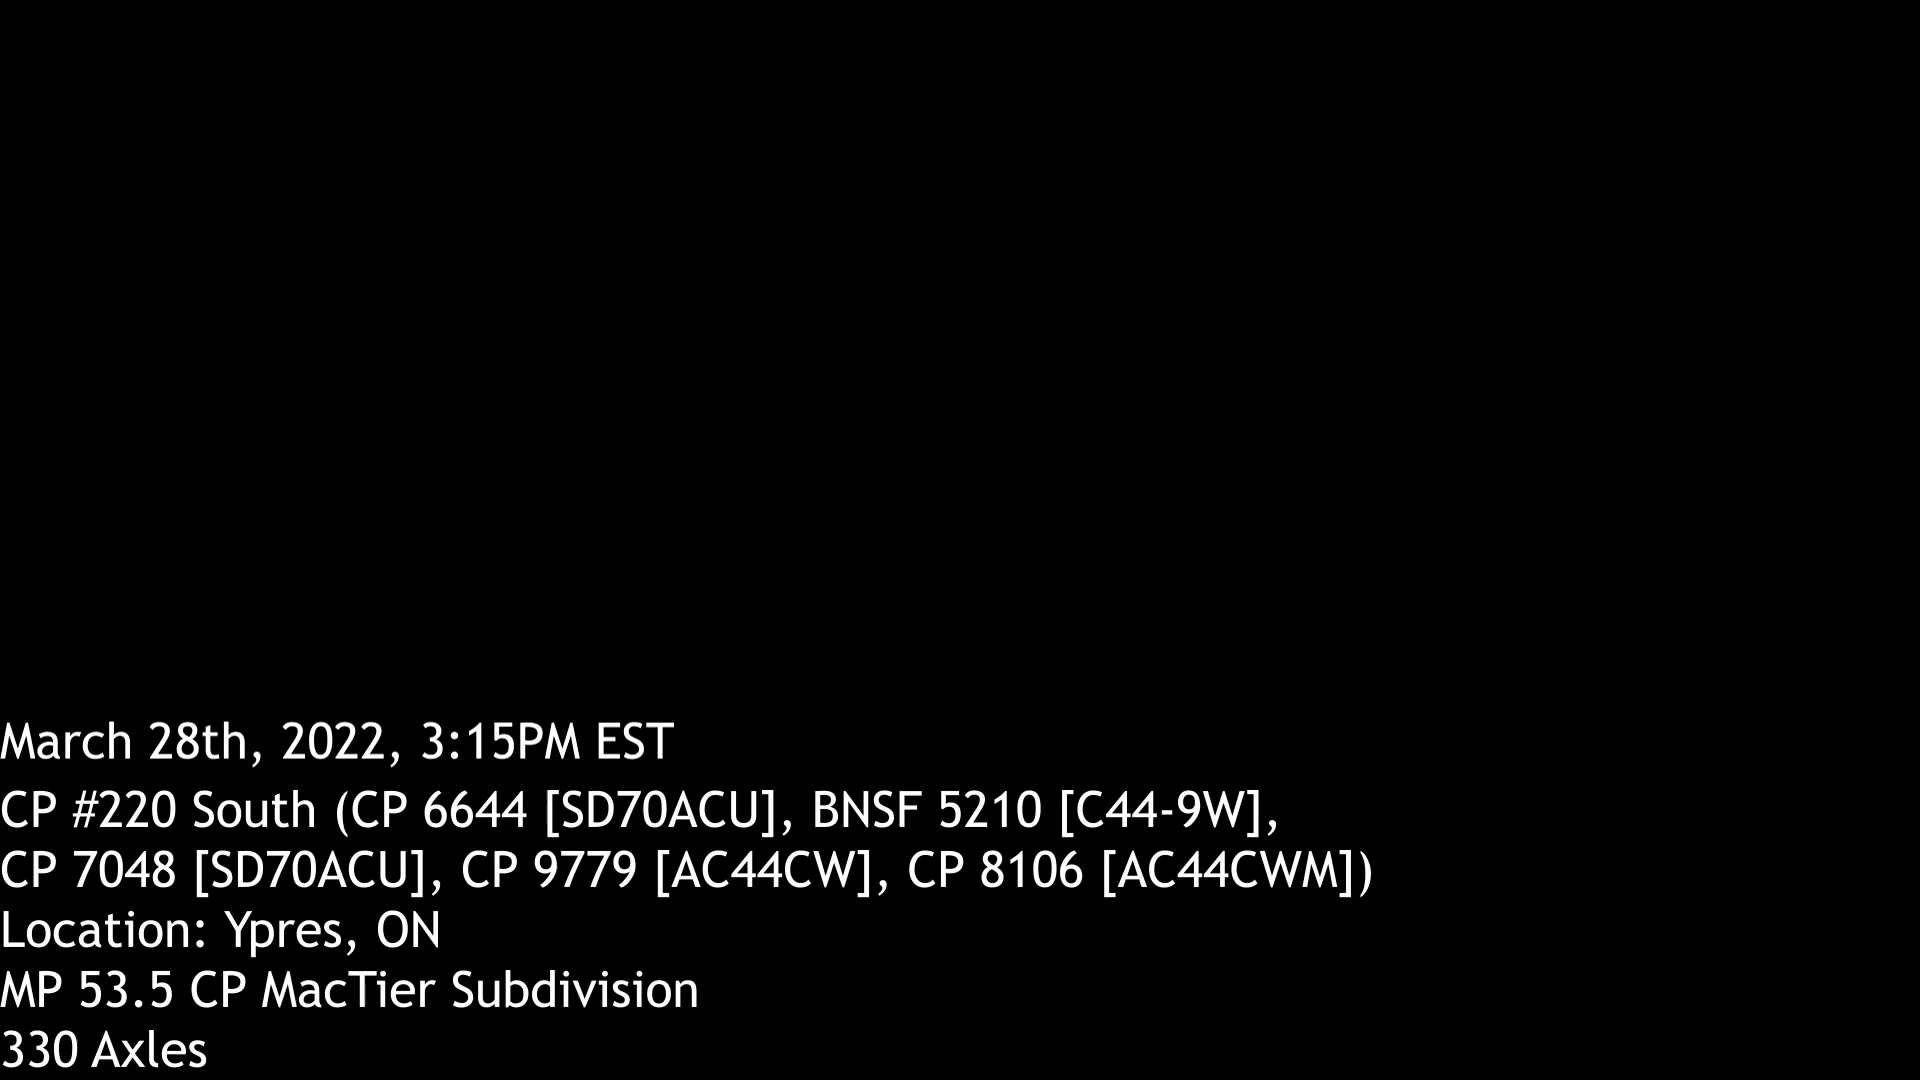 March 28th, 2022, 3:15PM EST
CP #220 South (CP 6644 [SD70ACU], BNSF 5210 [C44-9W],
CP 7048 [SD70ACU], CP 9779 [AC44CW], CP 8106 [AC44CWM])
Location: Ypres, ON
MP 53.5 CP MacTier Subdivision
330 Axles